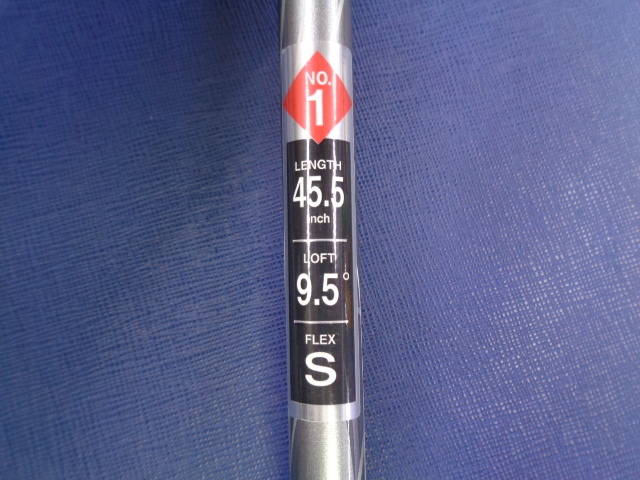 NO.
1
LENGTH
45.5
inch
LOFT
9.5°
FLEX
S